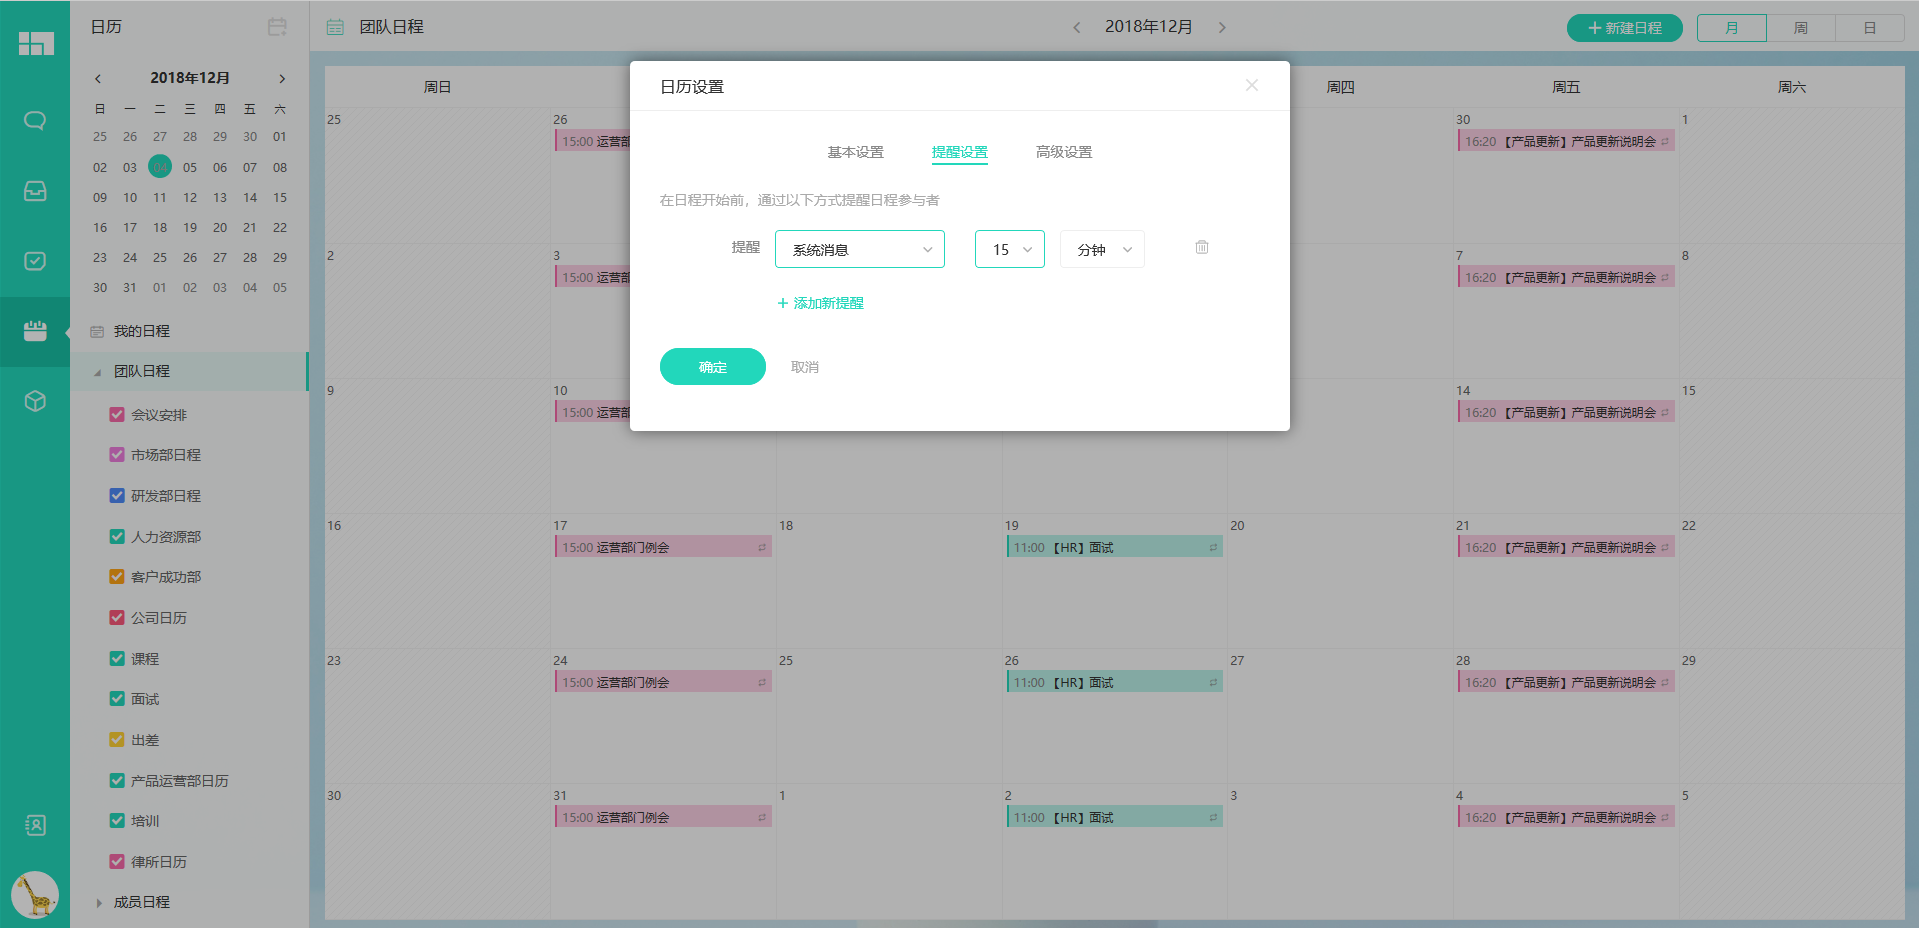 日历
2018年12月
日 一 二 三 四 五 六
25 26 27 28 29 30 01
02 03 04 05 06 07 08
09 10 11 12 13 14 15
16 17 18 19 20 21 22
23 24 25 26 27 28 29
30 31 01 02 03 04 05
我的日程
团队日程
会议安排
市场部日程
研发部日程
人力资源部
客户成功部
公司日历
课程
面试
出差
产品运营部日历
培训
律所日历
成员日程
团队日程
2018年12月
新建日程
月 周 日
周日 周四 周五 周六
25 26 30 1
15:00 运营部 16:20 【产品更新】产品更新说明会
2 3 7 8
15:00 运营部 16:20 【产品更新】产品更新说明会
9 10 14 15
15:00 运营部 16:20 【产品更新】产品更新说明会
16 17 18 19 20 21 22
15:00 运营部门例会 11:00 【HR】面试 16:20 【产品更新】产品更新说明会
23 24 25 26 27 28 29
15:00 运营部门例会 11:00 【HR】面试 16:20 【产品更新】产品更新说明会
30 31 1 2 3 4 5
15:00 运营部门例会 11:00 【HR】面试 16:20 【产品更新】产品更新说明会
日历设置
基本设置 提醒设置 高级设置
在日程开始前，通过以下方式提醒日程参与者
提醒 系统消息 15 分钟
+ 添加新提醒
确定 取消